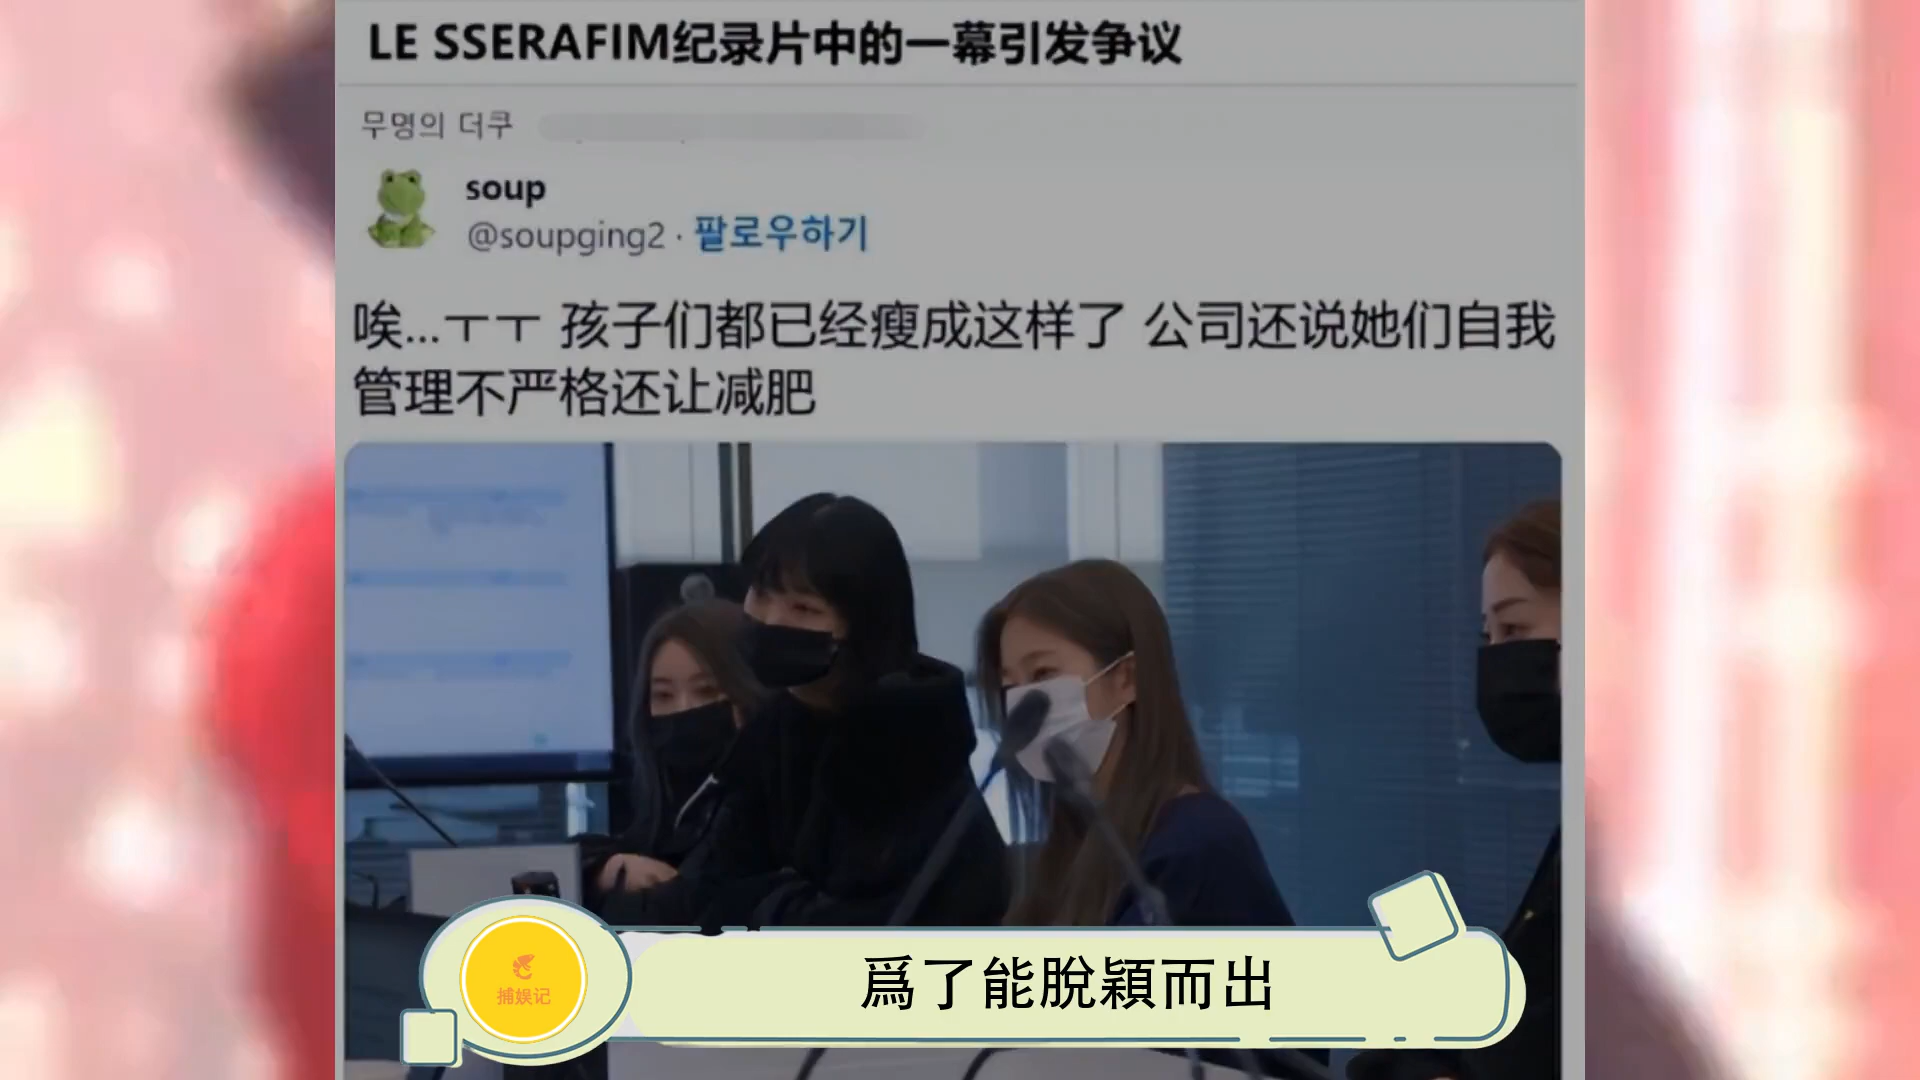 LE SSERAFIM纪录片中的一幕引发争议
무명의 더쿠
soup
@soupging2 · 팔로우하기
唉...ㅜㅜ 孩子们都已经瘦成这样了 公司还说她们自我
管理不严格还让减肥
捕娱记
爲了能脫穎而出